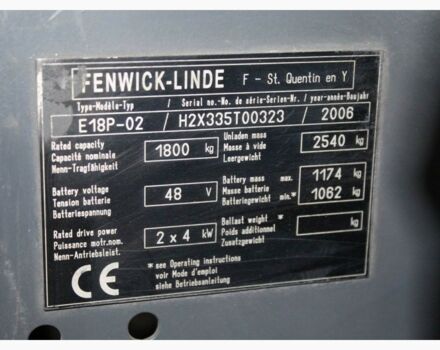 FENWICK-LINDE F - St. Quentin en Y
Type-Modèle-Typ / Serial no.-No. de série-Serien-Nr. / year-année-Baujahr
E18P-02 / H2X335T00323 / 2006
Rated capacity
Capacité nominale
Nenn-Tragfähigkeit
1800 kg
Unladen mass
Masse à vide
Leergewicht
2540 kg
Battery voltage
Tension batterie
Batteriespannung
48 V
Battery mass max.
Masse batterie
Batteriegewicht min.*
1174 kg
1062 kg
Rated drive power
Puissance motr.nom.
Nenn-Antriebsleist.
2 x 4 kW
Ballast weight *
Poids additionnel
Zusatzgewicht
kg
kg
CE
* see Operating instructions
voir Mode d'emploi
siehe Betriebsanleitung